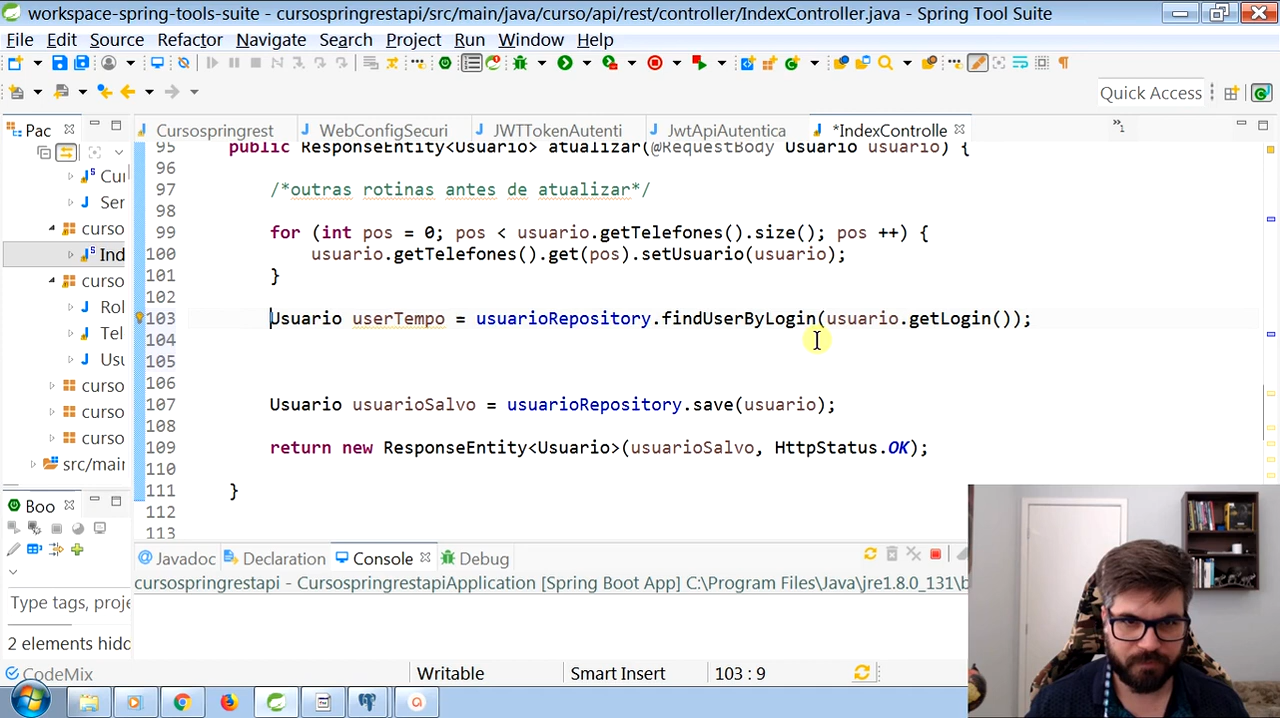 workspace-spring-tools-suite - cursospringrestapi/src/main/java/curso/api/rest/controller/IndexController.java - Spring Tool Suite
File Edit Source Refactor Navigate Search Project Run Window Help
Quick Access
Pac
Cursospringrest WebConfigSecuri JWTTokenAutenti JwtApiAutentica *IndexControlle
»1
Cur
Ser
curso
Ind
curso
Rol
Tel
Usu
curso
curso
curso
src/main
95 public ResponseEntity<Usuario> atualizar(@RequestBody Usuario usuario) {
96
97 /*outras rotinas antes de atualizar*/
98
99 for (int pos = 0; pos < usuario.getTelefones().size(); pos ++) {
100 usuario.getTelefones().get(pos).setUsuario(usuario);
101 }
102
103 Usuario userTempo = usuarioRepository.findUserByLogin(usuario.getLogin());
104
105
106
107 Usuario usuarioSalvo = usuarioRepository.save(usuario);
108
109 return new ResponseEntity<Usuario>(usuarioSalvo, HttpStatus.OK);
110
111 }
112
113
Boo
Type tags, proje
2 elements hidd
@ Javadoc Declaration Console Debug
cursospringrestapi - CursospringrestapiApplication [Spring Boot App] C:\Program Files\Java\jre1.8.0_131\b
CodeMix Writable Smart Insert 103 : 9